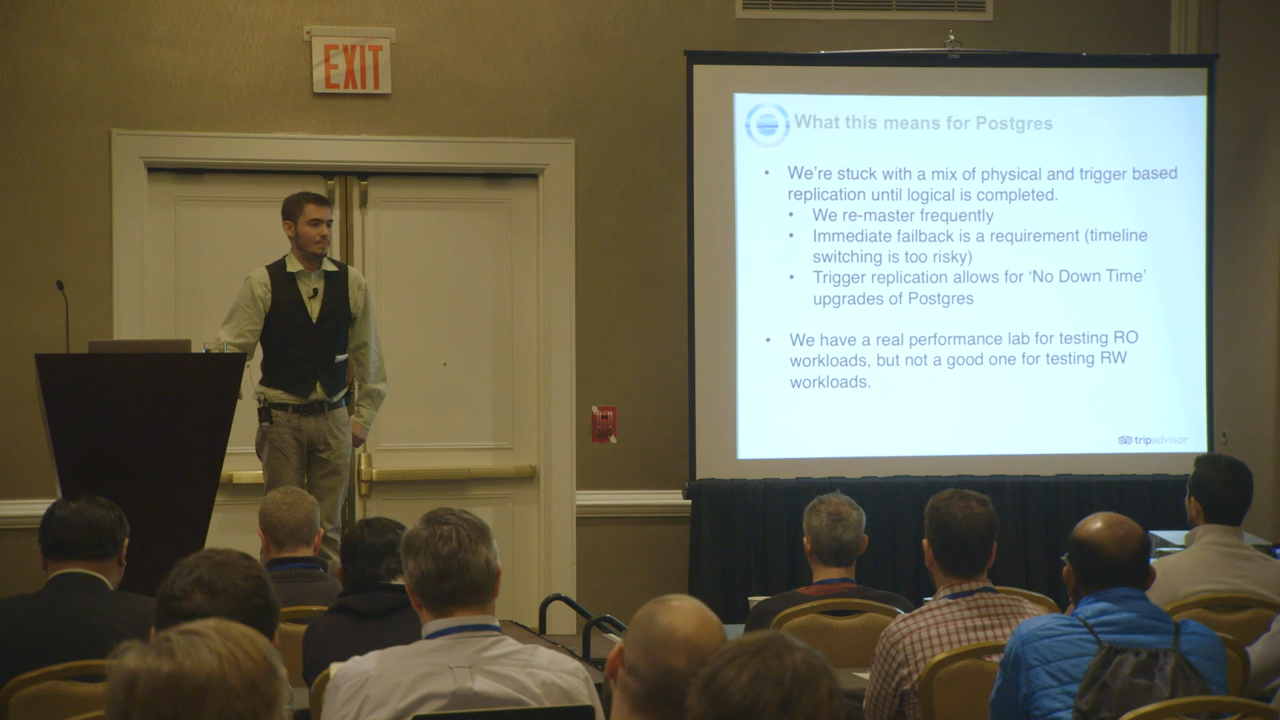 EXIT
What this means for Postgres
• We're stuck with a mix of physical and trigger based
replication until logical is completed.
• We re-master frequently
• Immediate failback is a requirement (timeline
switching is too risky)
• Trigger replication allows for 'No Down Time'
upgrades of Postgres
• We have a real performance lab for testing RO
workloads, but not a good one for testing RW
workloads.
tripadvisor